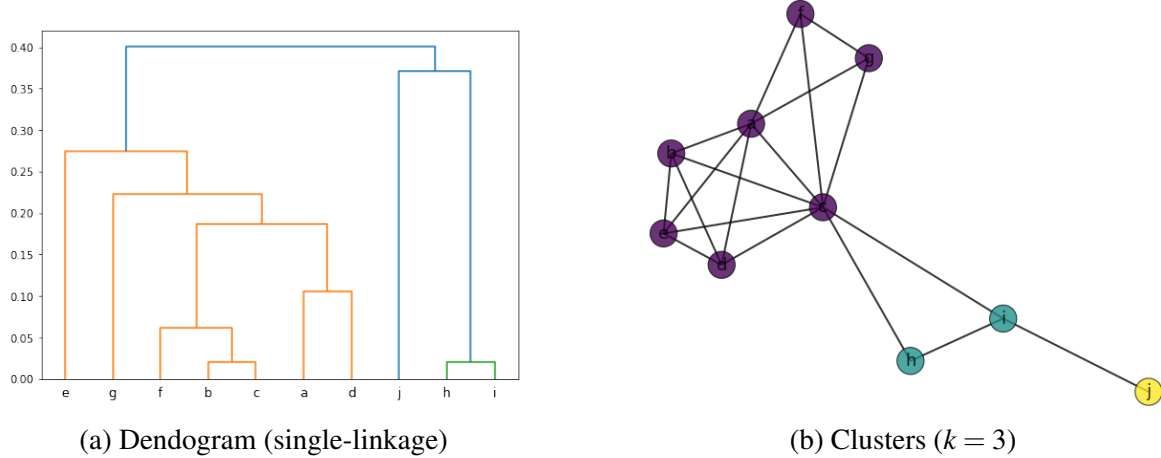 0.40
0.35
0.30
0.25
0.20
0.15
0.10
0.05
0.00
e g f b c a d j h i
(a) Dendogram (single-linkage)
f
g
a
b
c
e
d
i
h
j
(b) Clusters (k = 3)